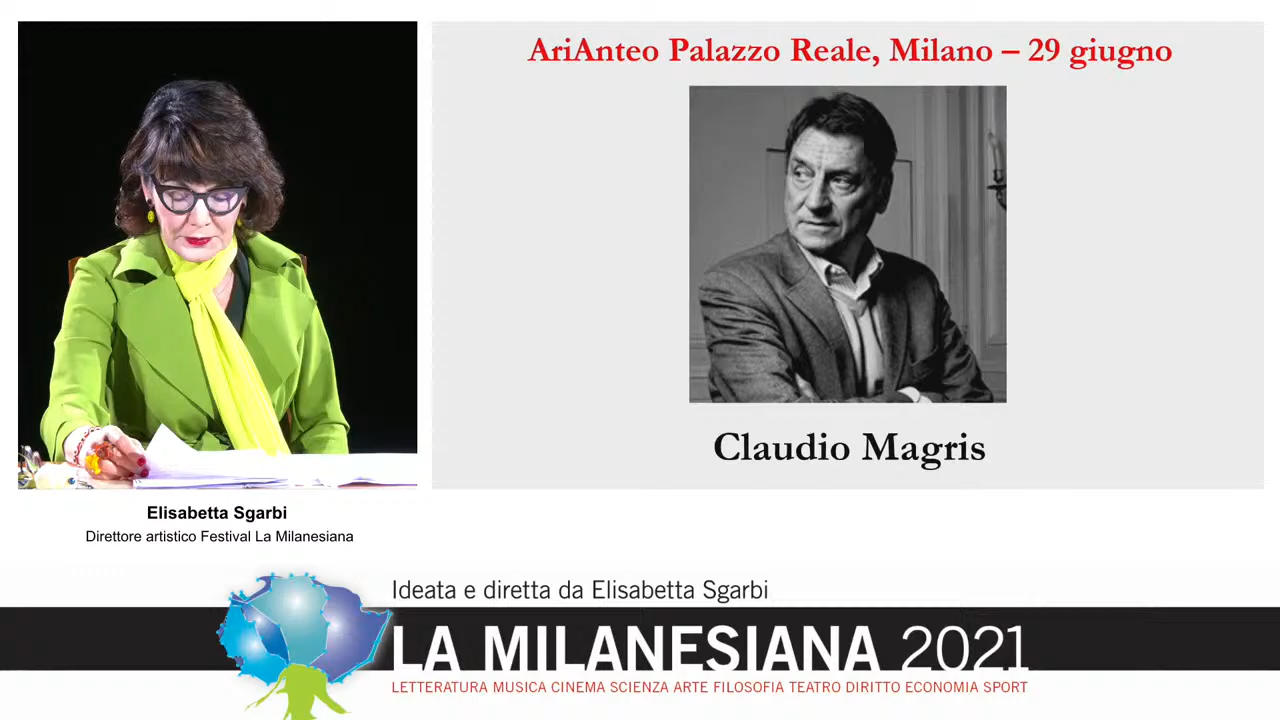 AriAnteo Palazzo Reale, Milano – 29 giugno
Claudio Magris
Elisabetta Sgarbi
Direttore artistico Festival La Milanesiana
Ideata e diretta da Elisabetta Sgarbi
LA MILANESIANA 2021
LETTERATURA MUSICA CINEMA SCIENZA ARTE FILOSOFIA TEATRO DIRITTO ECONOMIA SPORT